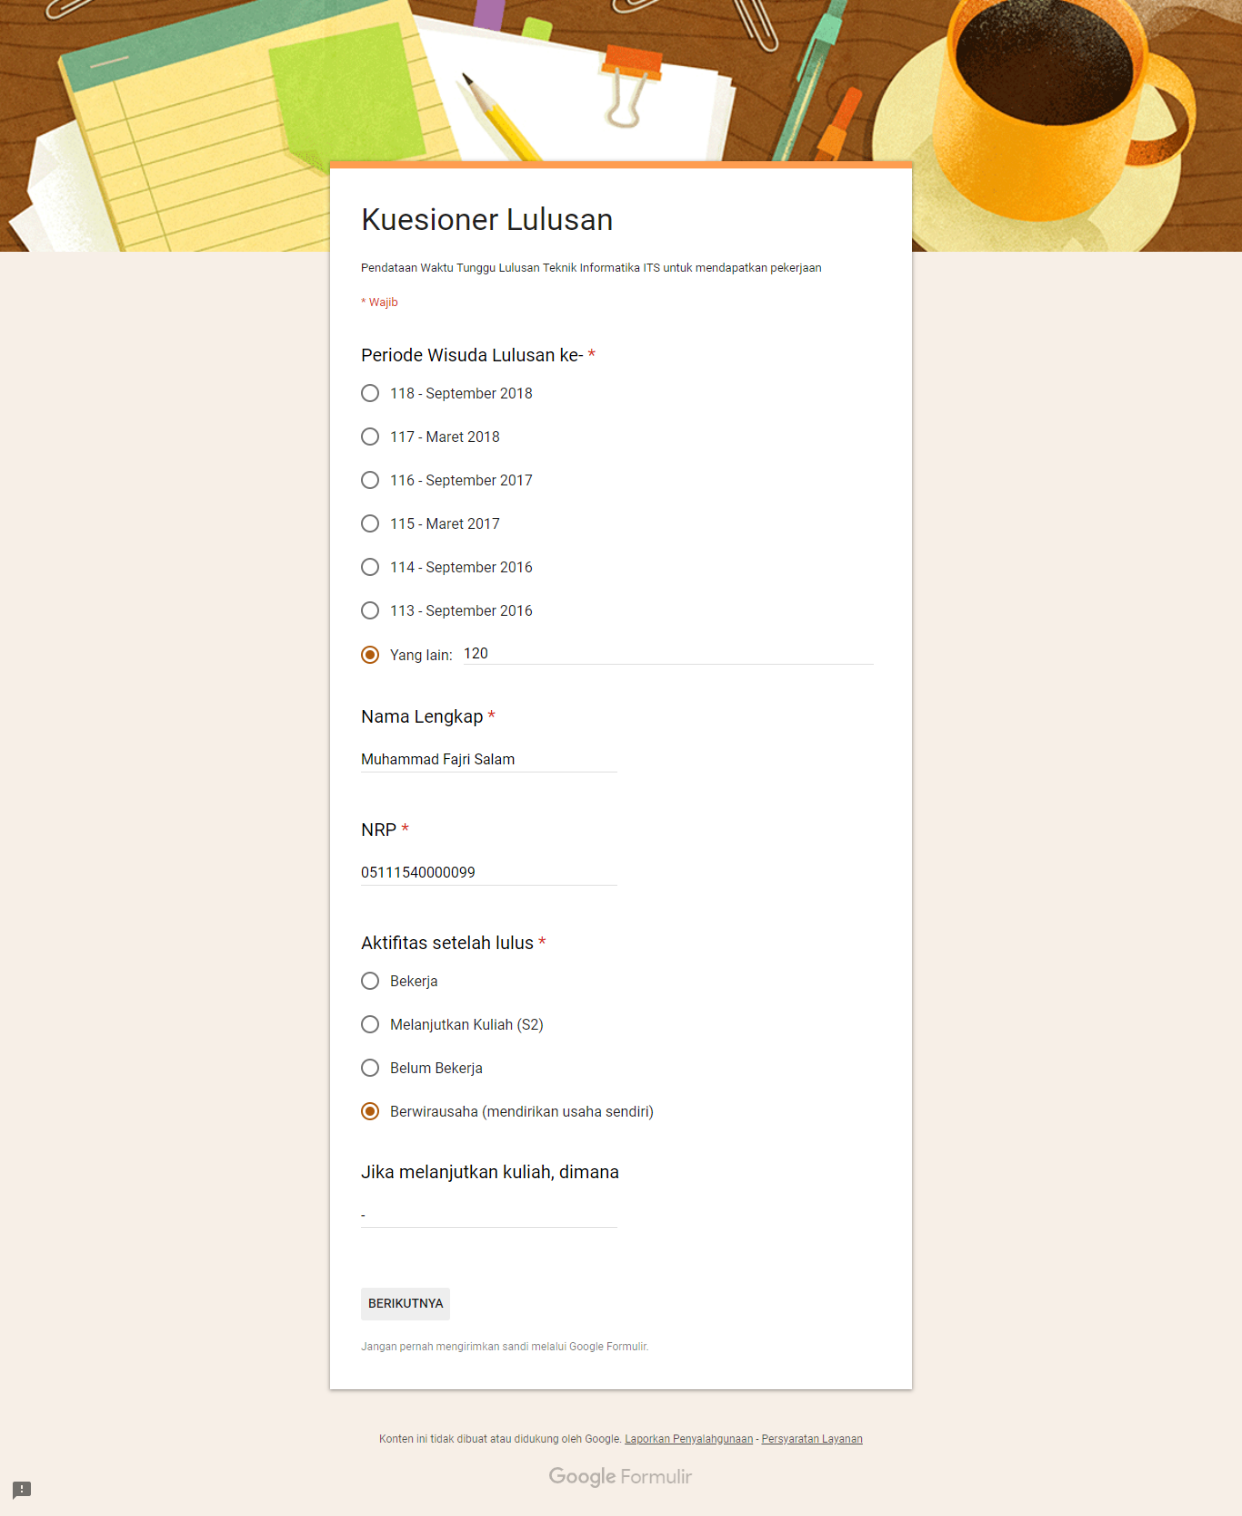 Kuesioner Lulusan
Pendataan Waktu Tunggu Lulusan Teknik Informatika ITS untuk mendapatkan pekerjaan
* Wajib
Periode Wisuda Lulusan ke- *
118 - September 2018
117 - Maret 2018
116 - September 2017
115 - Maret 2017
114 - September 2016
113 - September 2016
Yang lain: 120
Nama Lengkap *
Muhammad Fajri Salam
NRP *
05111540000099
Aktifitas setelah lulus *
Bekerja
Melanjutkan Kuliah (S2)
Belum Bekerja
Berwirausaha (mendirikan usaha sendiri)
Jika melanjutkan kuliah, dimana
-
BERIKUTNYA
Jangan pernah mengirimkan sandi melalui Google Formulir.
Konten ini tidak dibuat atau didukung oleh Google. Laporkan Penyalahgunaan - Persyaratan Layanan
Google Formulir